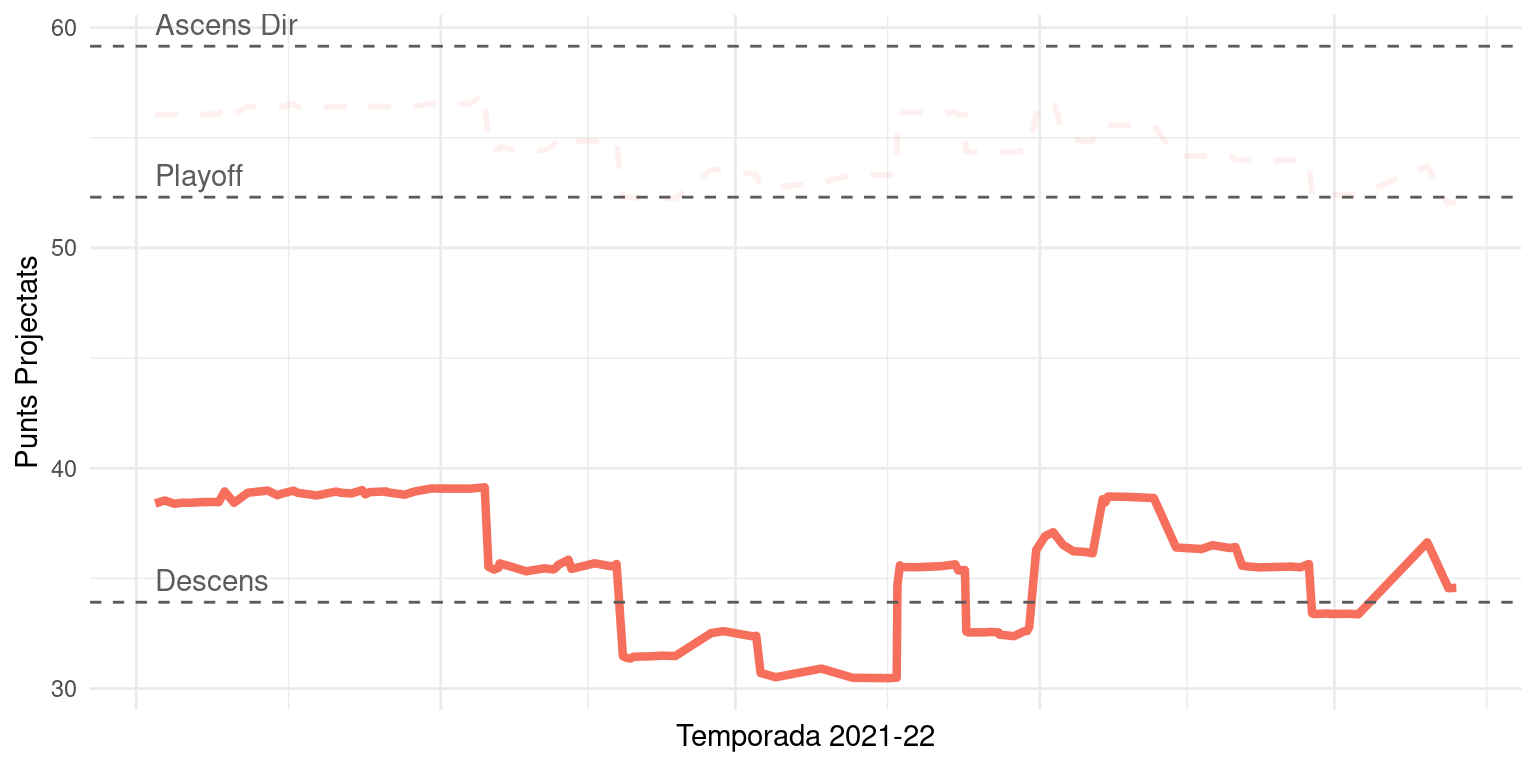 60
Ascens Dir
Playoff
50
Punts Projectats
40
Descens
30
Temporada 2021-22